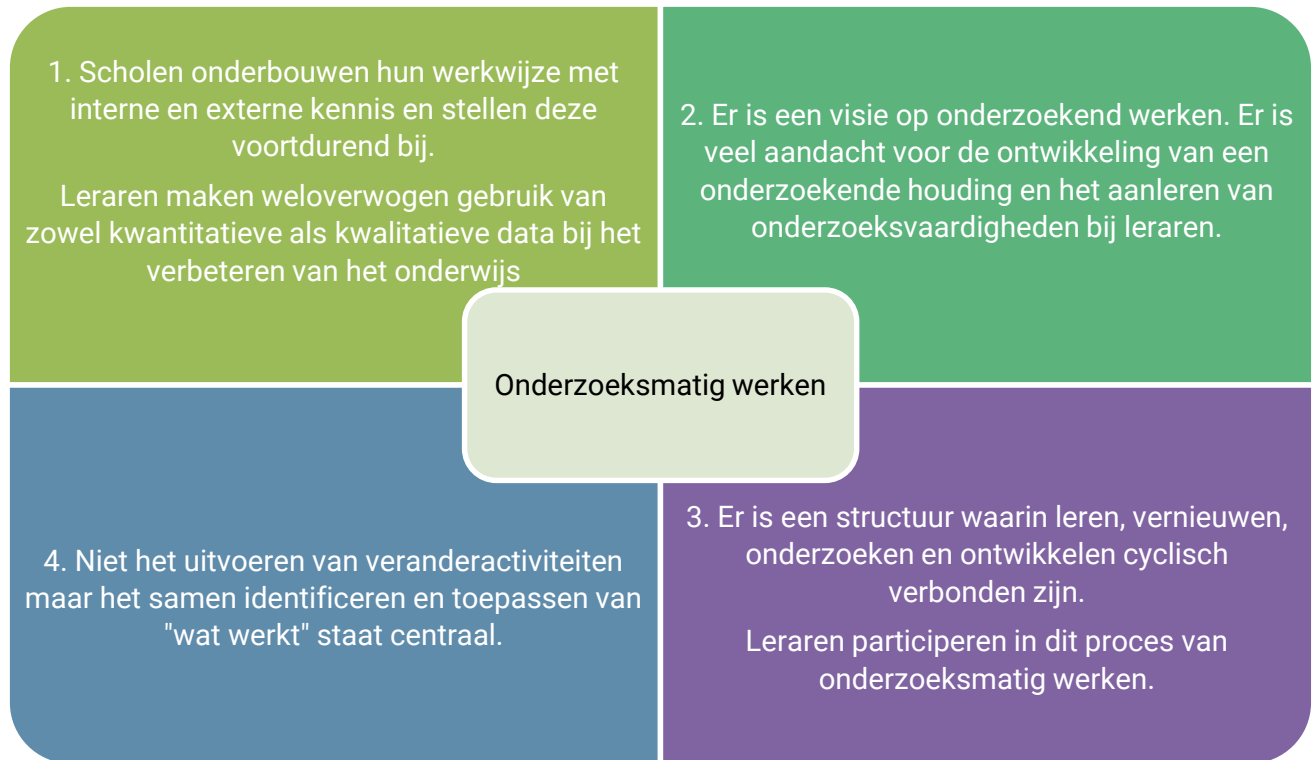 1. Scholen onderbouwen hun werkwijze met
interne en externe kennis en stellen deze
voortdurend bij.
Leraren maken weloverwogen gebruik van
zowel kwantitatieve als kwalitatieve data bij het
verbeteren van het onderwijs
2. Er is een visie op onderzoekend werken. Er is
veel aandacht voor de ontwikkeling van een
onderzoekende houding en het aanleren van
onderzoeksvaardigheden bij leraren.
Onderzoeksmatig werken
4. Niet het uitvoeren van veranderactiviteiten
maar het samen identificeren en toepassen van
"wat werkt" staat centraal.
3. Er is een structuur waarin leren, vernieuwen,
onderzoeken en ontwikkelen cyclisch
verbonden zijn.
Leraren participeren in dit proces van
onderzoeksmatig werken.